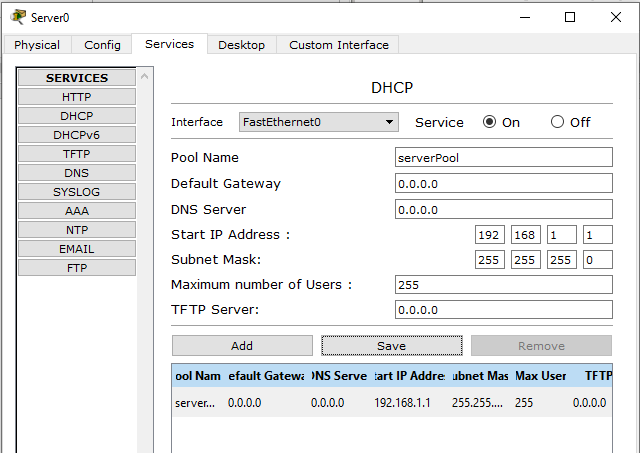 Server0
Physical Config Services Desktop Custom Interface
SERVICES
HTTP
DHCP
DHCPv6
TFTP
DNS
SYSLOG
AAA
NTP
EMAIL
FTP
DHCP
Interface FastEthernet0 Service On Off
Pool Name serverPool
Default Gateway 0.0.0.0
DNS Server 0.0.0.0
Start IP Address : 192 168 1 1
Subnet Mask: 255 255 255 0
Maximum number of Users : 255
TFTP Server: 0.0.0.0
Add Save Remove
ool Nam efault Gatewa DNS Serve tart IP Addre ubnet Mas Max User TFTP
server... 0.0.0.0 0.0.0.0 192.168.1.1 255.255.... 255 0.0.0.0